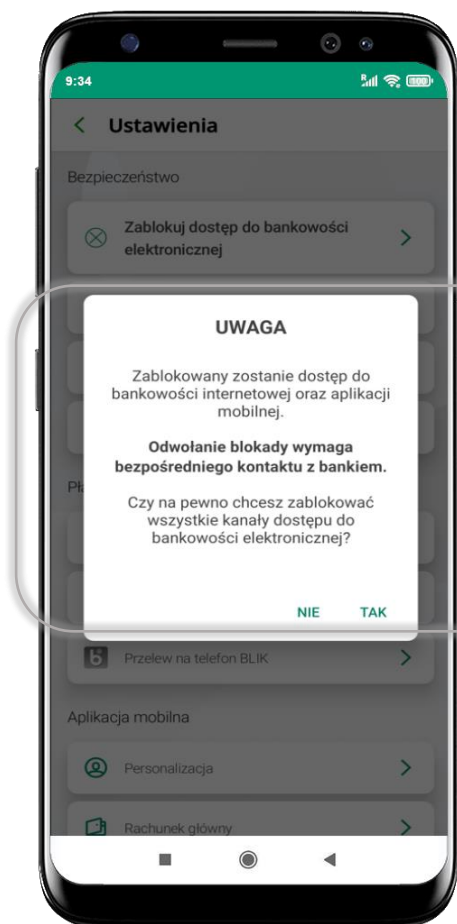 9:34
Ustawienia
Bezpieczeństwo
Zablokuj dostęp do bankowości
elektronicznej
UWAGA
Zablokowany zostanie dostęp do
bankowości internetowej oraz aplikacji
mobilnej.
Odwołanie blokady wymaga
bezpośredniego kontaktu z bankiem.
Czy na pewno chcesz zablokować
wszystkie kanały dostępu do
bankowości elektronicznej?
NIE TAK
Przelew na telefon BLIK
Aplikacja mobilna
Personalizacja
Rachunek główny